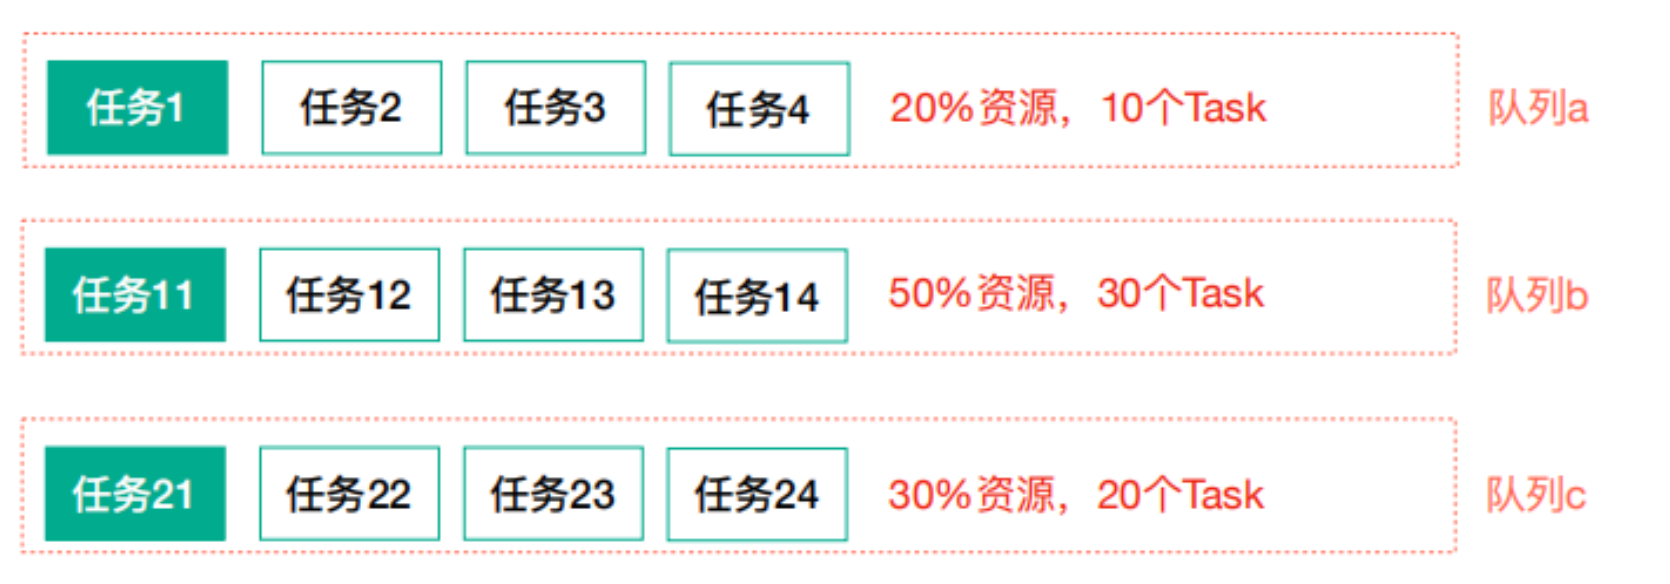 任务1 任务2 任务3 任务4 20%资源，10个Task 队列a
任务11 任务12 任务13 任务14 50%资源，30个Task 队列b
任务21 任务22 任务23 任务24 30%资源，20个Task 队列c